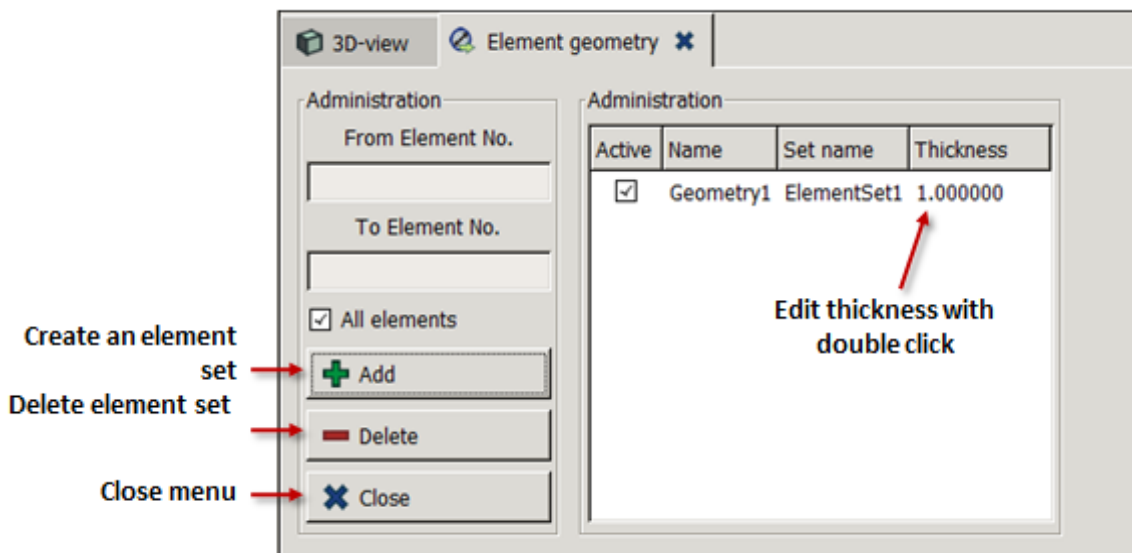 3D-view
Element geometry
Administration
From Element No.
To Element No.
All elements
Create an element
set
Add
Delete element set
Delete
Close menu
Close
Administration
Active Name Set name Thickness
Geometry1 ElementSet1 1.000000
Edit thickness with
double click